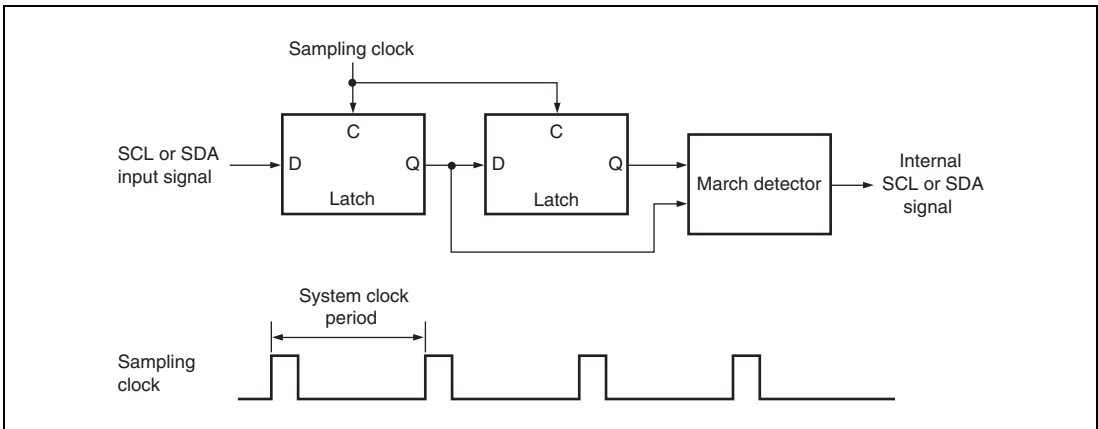 Sampling clock
SCL or SDA
input signal
C
D
Q
Latch
C
D
Q
Latch
March detector
Internal
SCL or SDA
signal
System clock
period
Sampling
clock